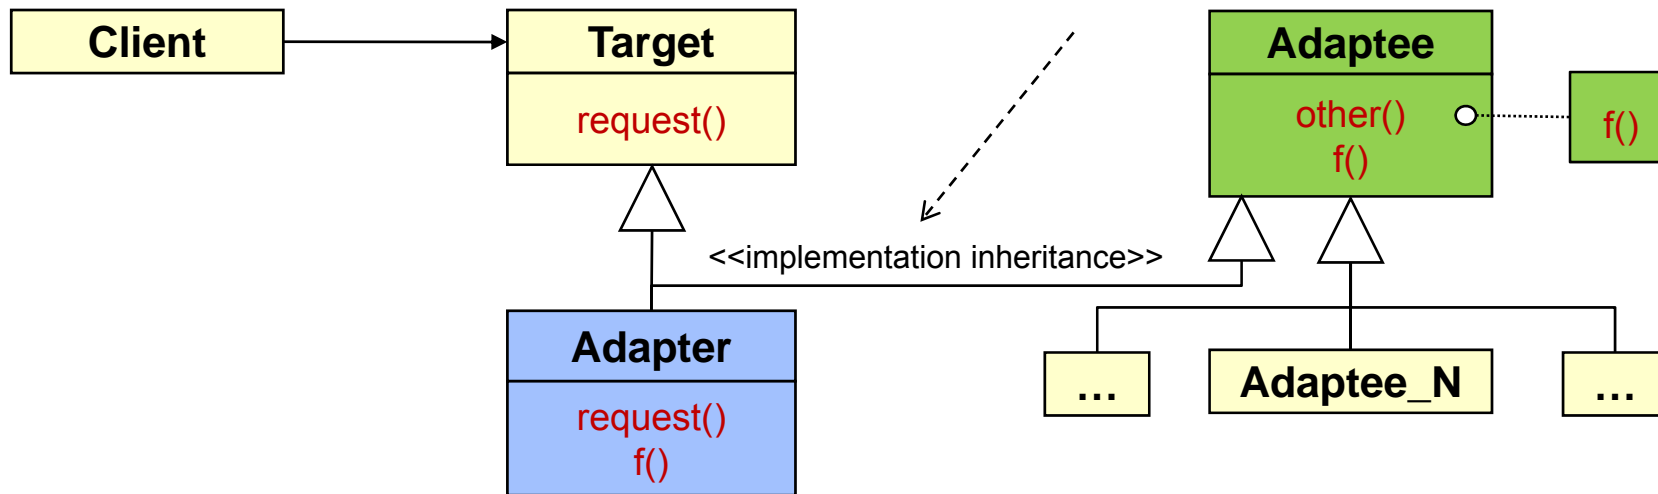 Client
Target
request()
Adaptee
other()
f()
f()
<<implementation inheritance>>
Adapter
request()
f()
...
Adaptee_N
...